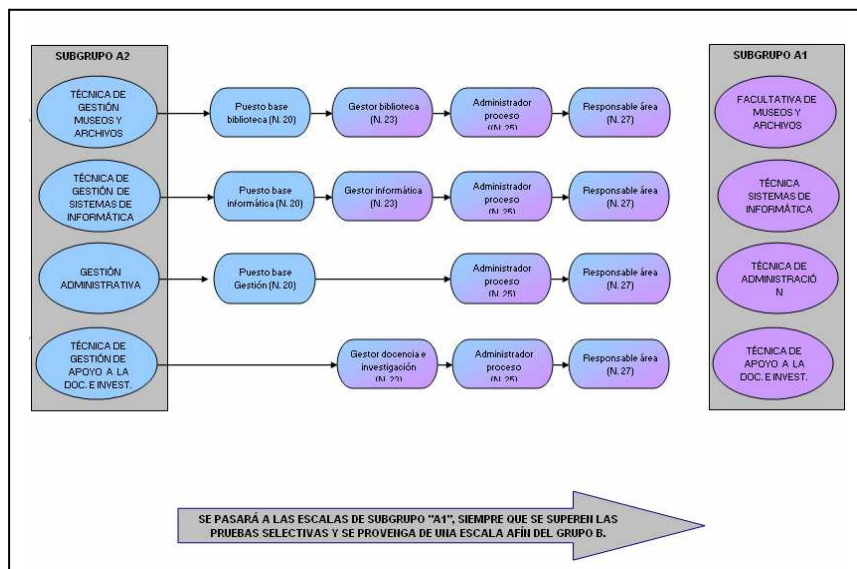 SUBGRUPO A2
SUBGRUPO A1
TÉCNICA DE
GESTIÓN
MUSEOS Y
ARCHIVOS
Puesto base
biblioteca (N. 20)
Gestor biblioteca
(N. 23)
Administrador
proceso
(N. 25)
Responsable área
(N. 27)
FACULTATIVA DE
MUSEOS Y
ARCHIVOS
TÉCNICA DE
GESTIÓN DE
SISTEMAS DE
INFORMÁTICA
Puesto base
informática (N. 20)
Gestor informática
(N. 23)
Administrador
proceso
(N. 25)
Responsable área
(N. 27)
TÉCNICA
SISTEMAS DE
INFORMÁTICA
GESTIÓN
ADMINISTRATIVA
Puesto base
Gestión (N. 20)
Administrador
proceso
(N. 25)
Responsable área
(N. 27)
TÉCNICA DE
ADMINISTRACIÓ
N
TÉCNICA DE
GESTIÓN DE
APOYO A LA
DOC. E INVEST.
Gestor docencia e
investigación
(N. 23)
Administrador
proceso
(N. 25)
Responsable área
(N. 27)
TÉCNICA DE
APOYO A LA
DOC. E INVEST.
SE PASARÁ A LAS ESCALAS DE SUBGRUPO "A1", SIEMPRE QUE SE SUPEREN LAS
PRUEBAS SELECTIVAS Y SE PROVENGA DE UNA ESCALA AFÍN DEL GRUPO B.